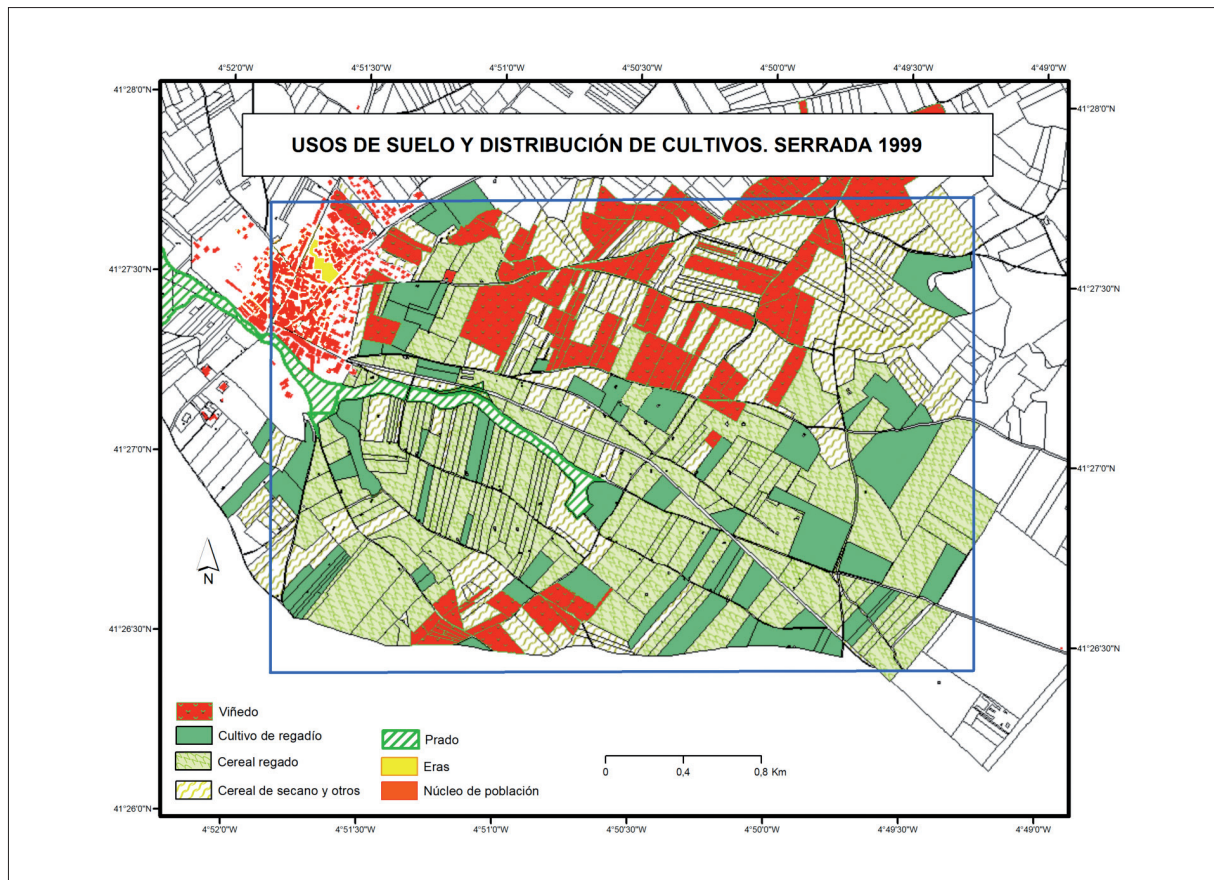 4°52'0"W 4°51'30"W 4°51'0"W 4°50'30"W 4°50'0"W 4°49'30"W 4°49'0"W
41°28'0"N 41°28'0"N
USOS DE SUELO Y DISTRIBUCIÓN DE CULTIVOS. SERRADA 1999
41°27'30"N 41°27'30"N
41°27'0"N 41°27'0"N
N
41°26'30"N 41°26'30"N
Viñedo
Cultivo de regadío
Cereal regado
Cereal de secano y otros
Prado
Eras
Núcleo de población
0 0,4 0,8 Km
41°26'0"N
4°52'0"W 4°51'30"W 4°51'0"W 4°50'30"W 4°50'0"W 4°49'30"W 4°49'0"W